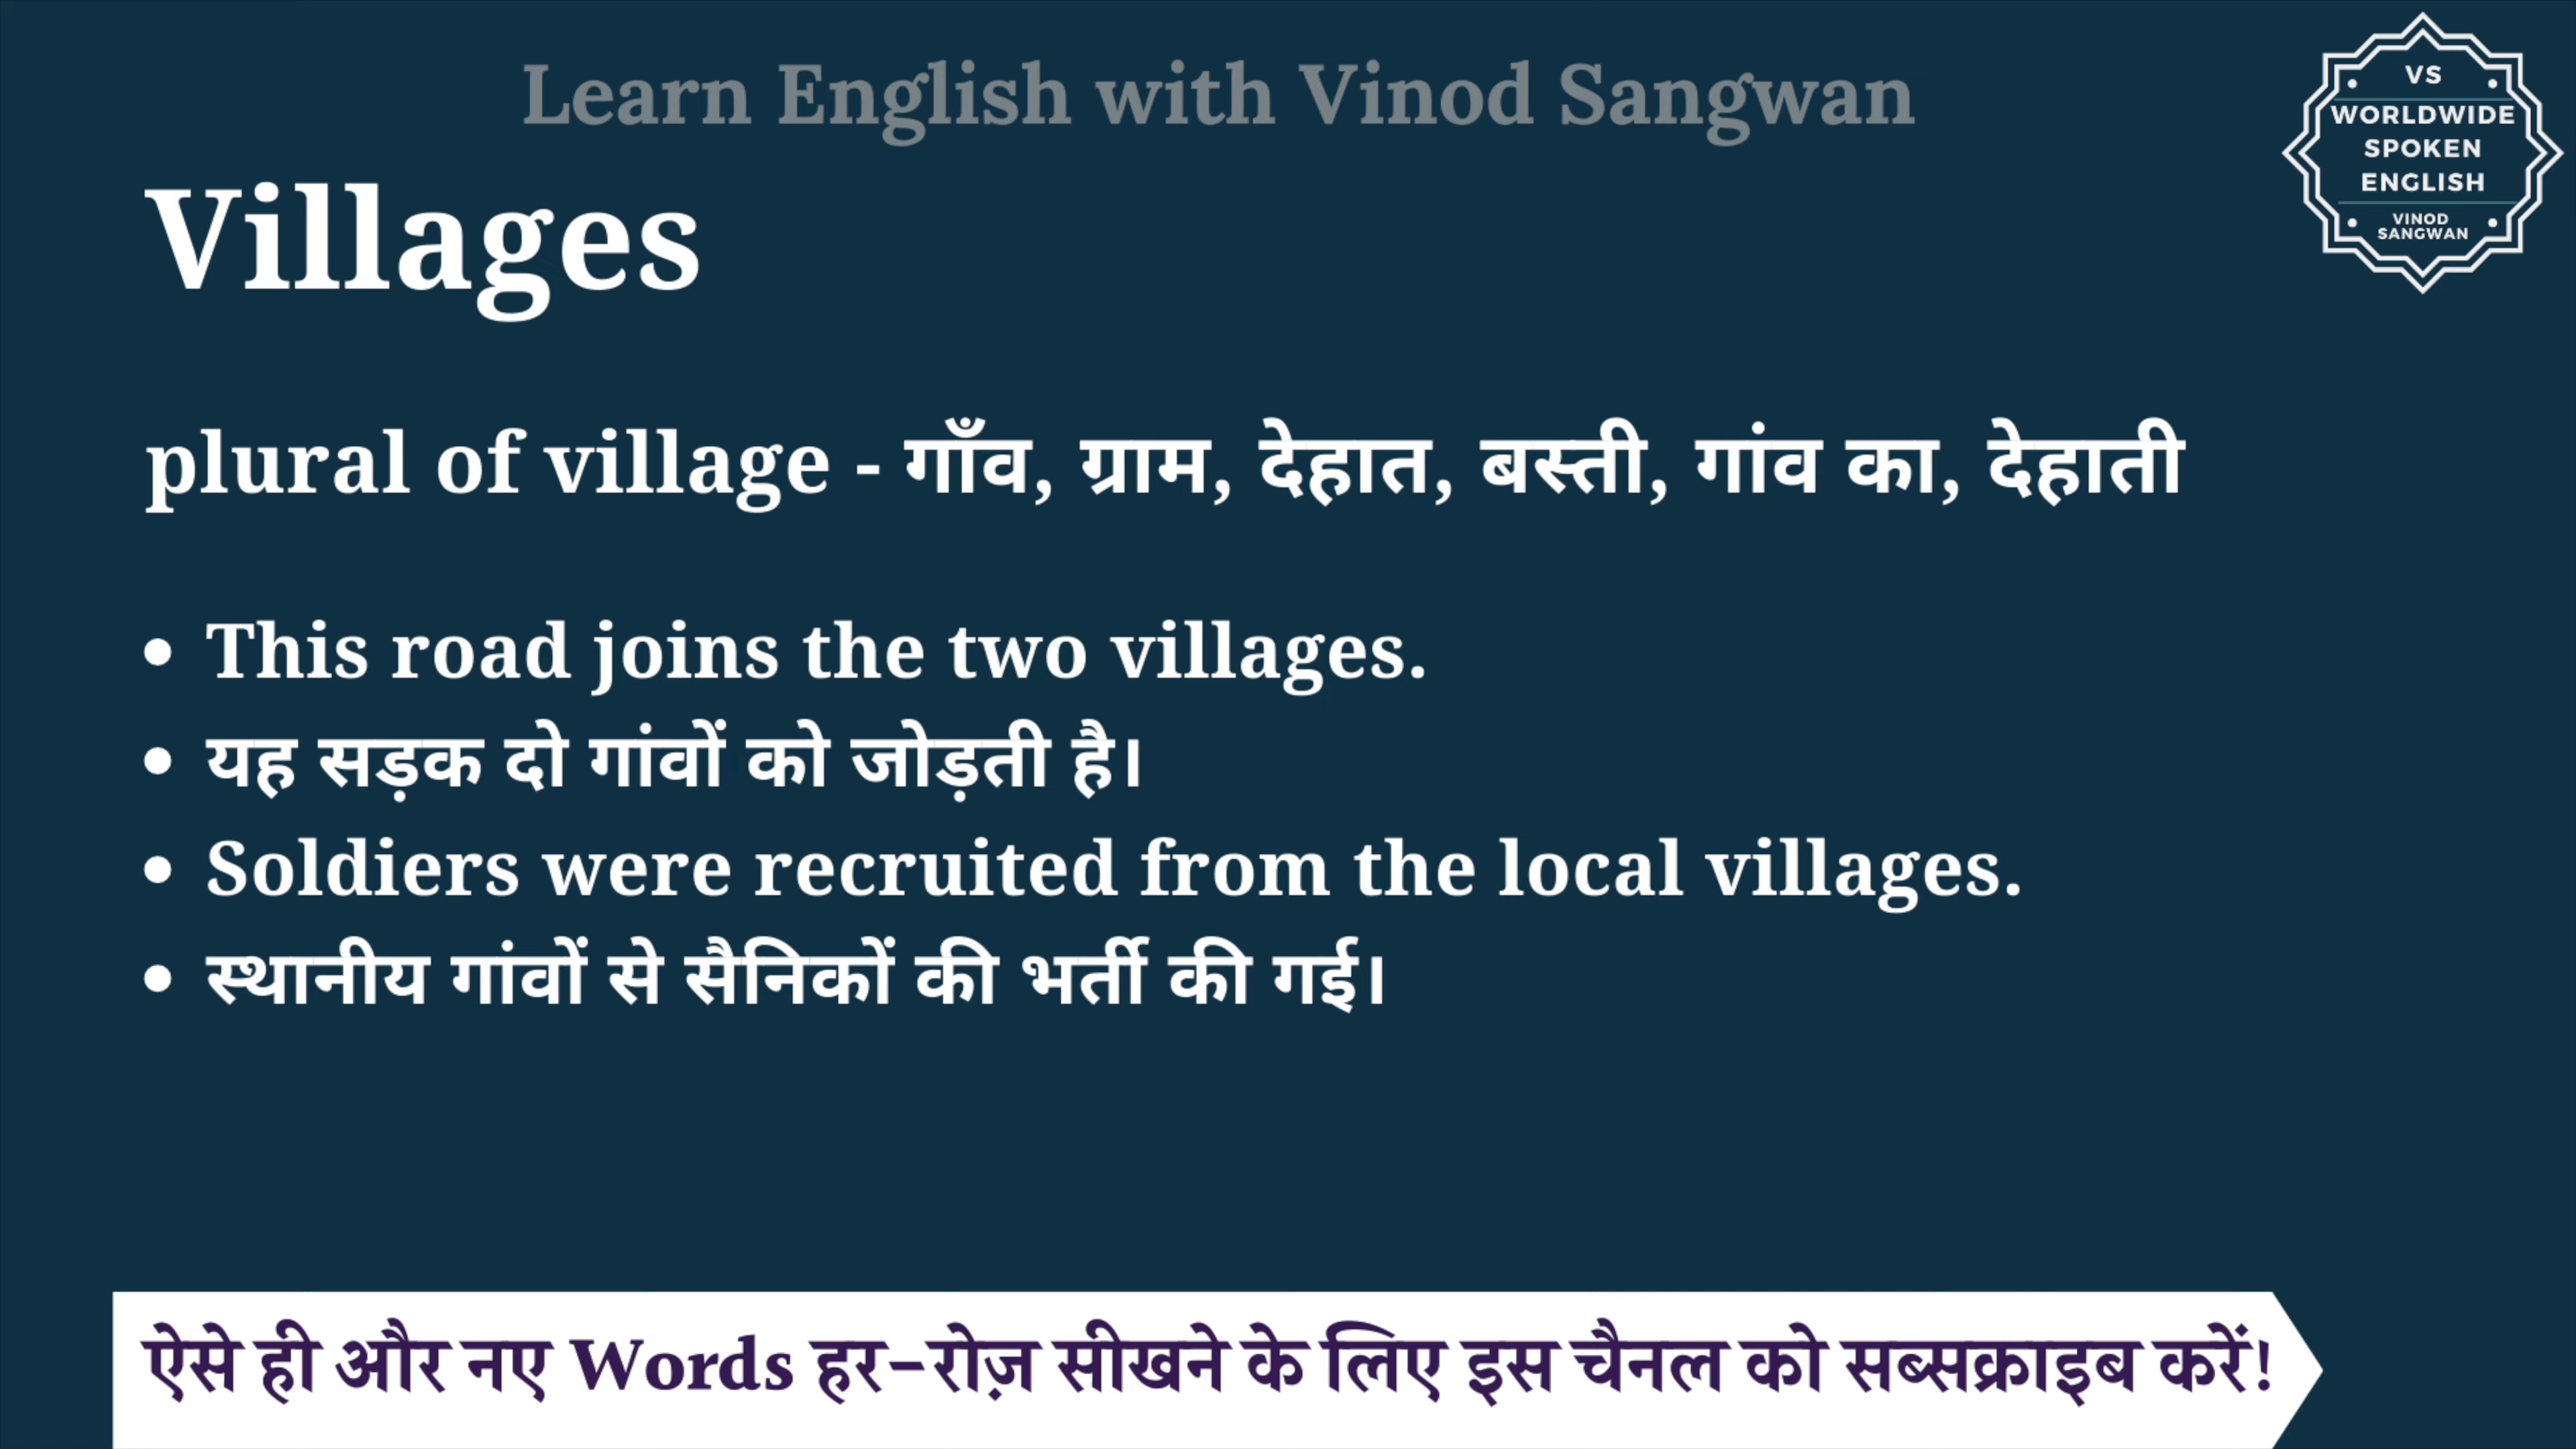 Learn English with Vinod Sangwan
VS
WORLDWIDE
SPOKEN
ENGLISH
VINOD
SANGWAN
Villages
plural of village - गाँव, ग्राम, देहात, बस्ती, गांव का, देहाती
• This road joins the two villages.
• यह सड़क दो गांवों को जोड़ती है।
• Soldiers were recruited from the local villages.
• स्थानीय गांवों से सैनिकों की भर्ती की गई।
ऐसे ही और नए Words हर-रोज़ सीखने के लिए इस चैनल को सब्सक्राइब करें!